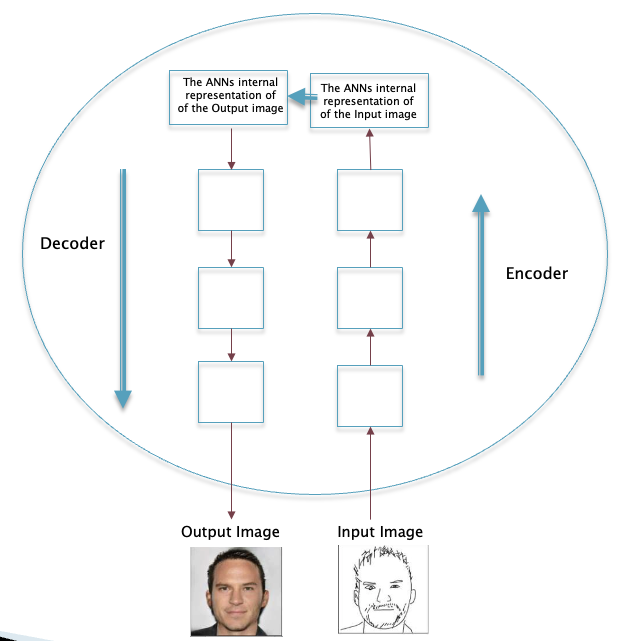 The ANNs internal
representation of
of the Output image
The ANNs internal
representation of
of the Input image
Decoder
Encoder
Output Image
Input Image